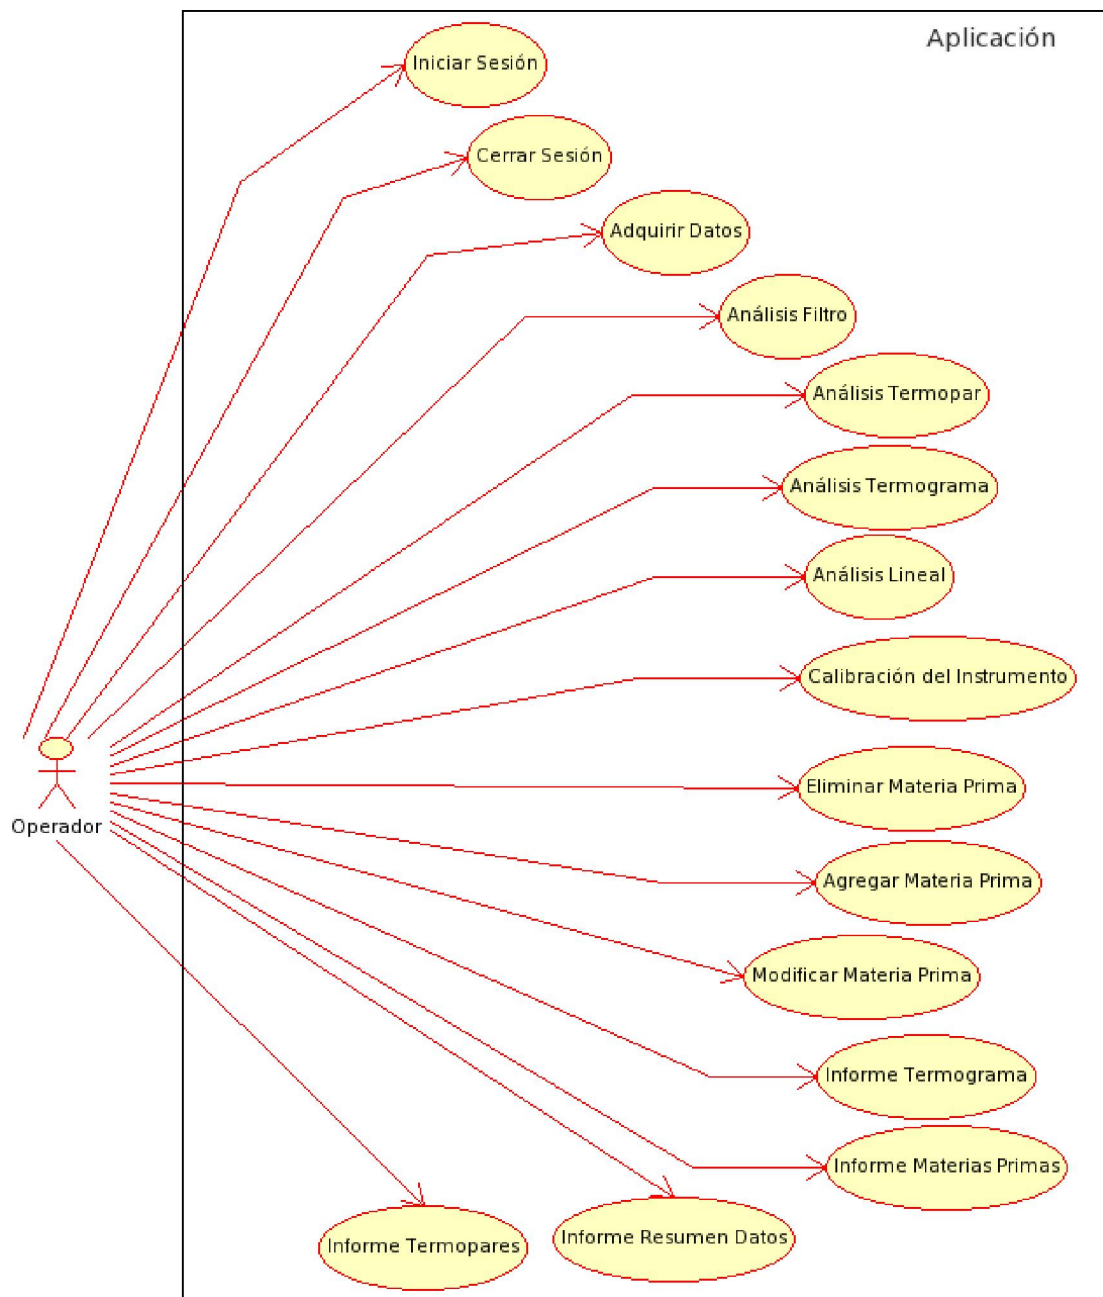 Aplicación
Iniciar Sesión
Cerrar Sesión
Adquirir Datos
Análisis Filtro
Análisis Termopar
Análisis Termograma
Análisis Lineal
Calibración del Instrumento
Eliminar Materia Prima
Operador
Agregar Materia Prima
Modificar Materia Prima
Informe Termograma
Informe Materias Primas
Informe Resumen Datos
Informe Termopares